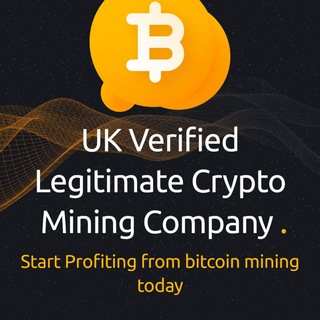 UK Verified
Legitimate Crypto
Mining Company .
Start Profiting from bitcoin mining
today